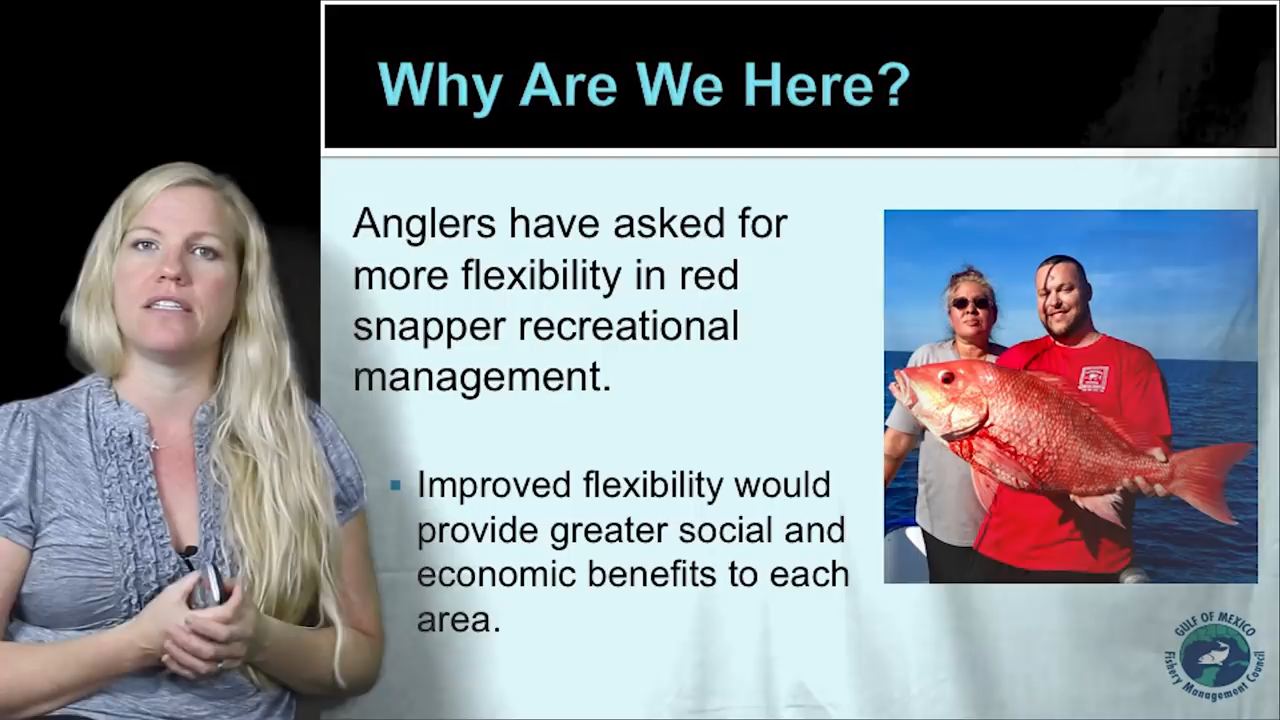 Why Are We Here?
Anglers have asked for
more flexibility in red
snapper recreational
management.
▪ Improved flexibility would
provide greater social and
economic benefits to each
area.
GULF OF MEXICO
Fishery Management Council